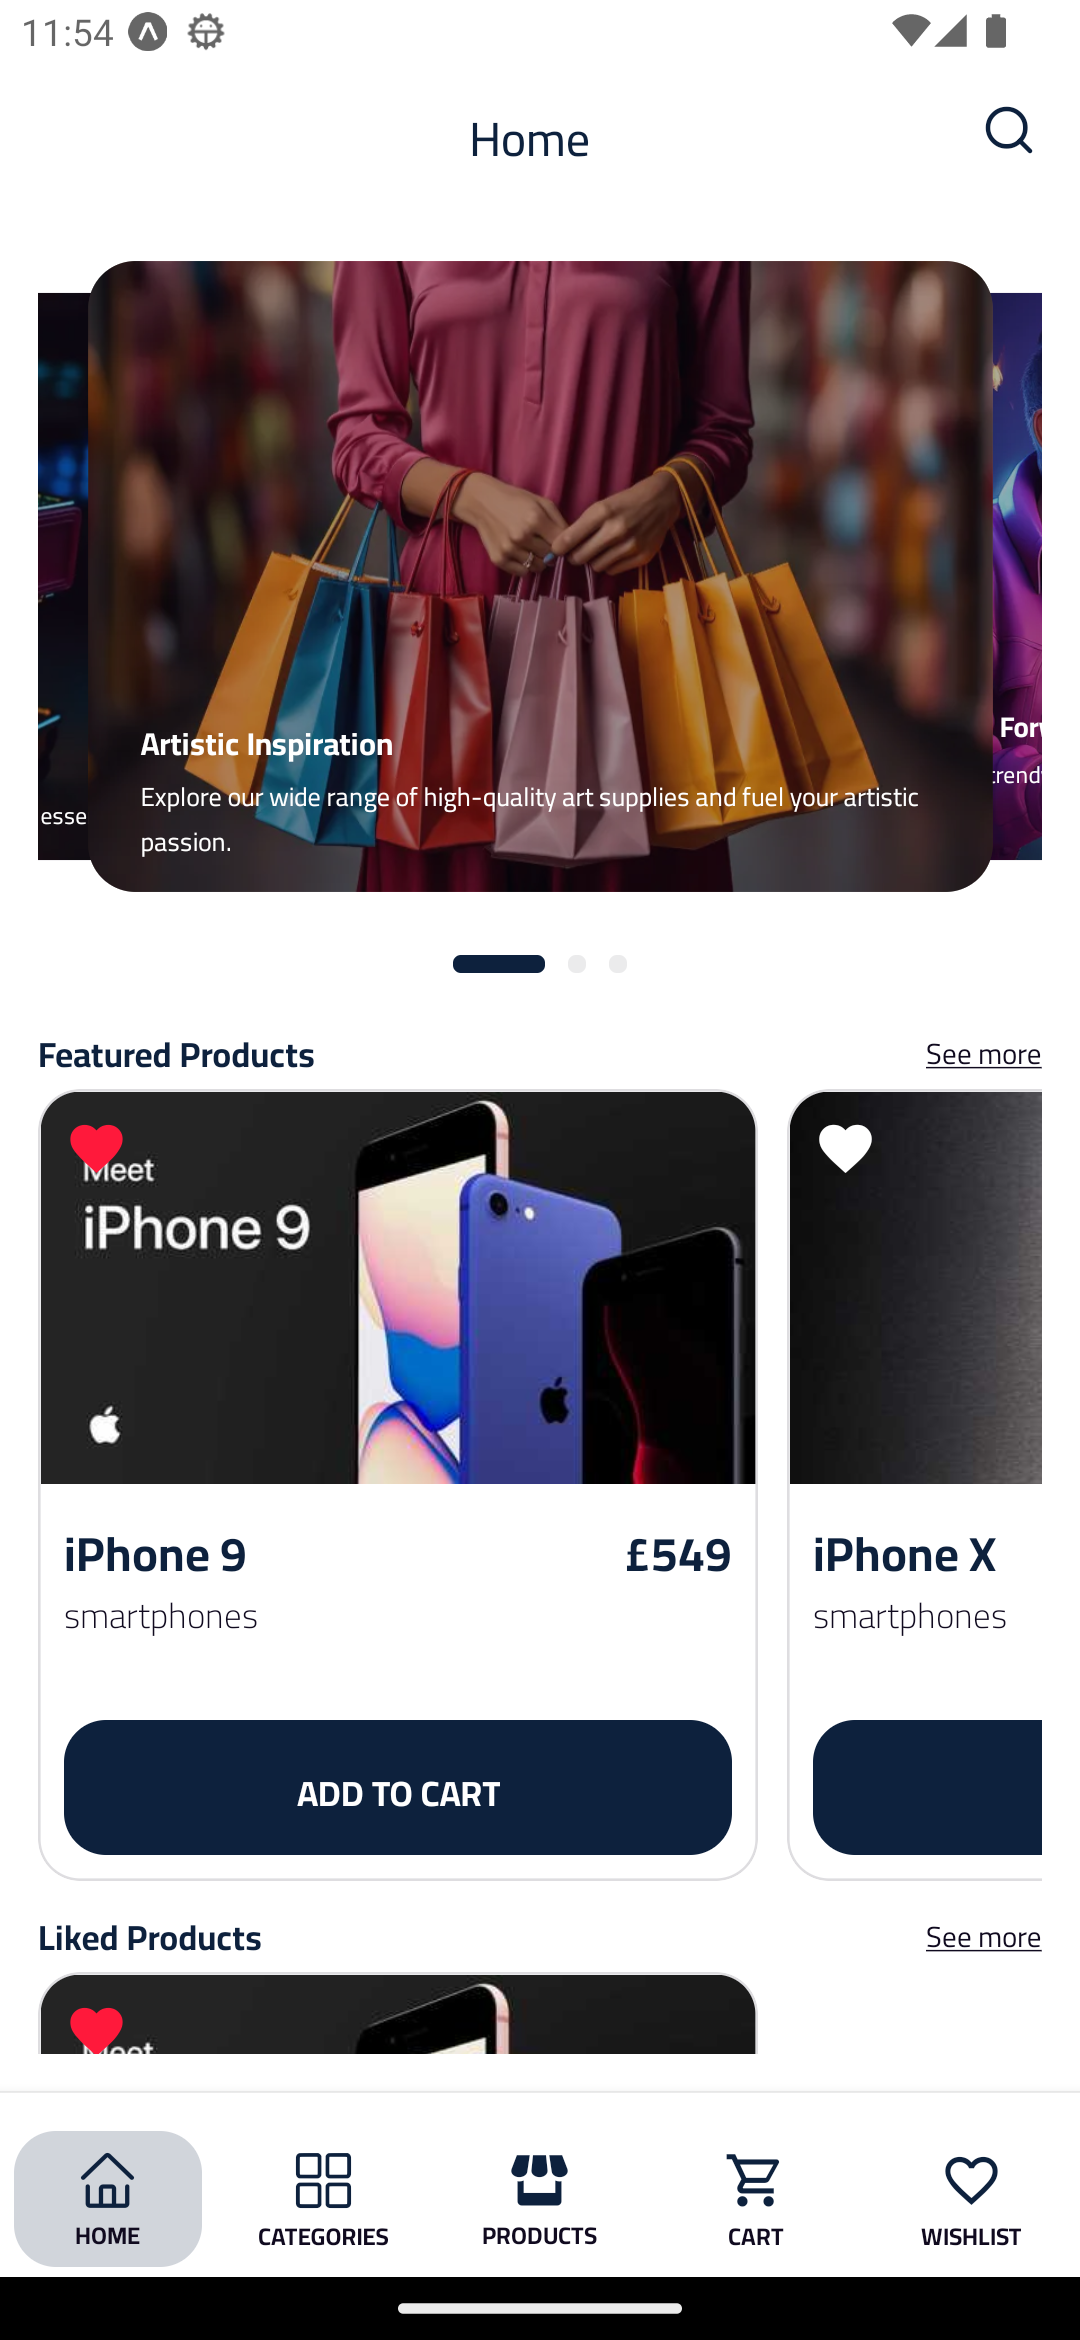 11:54
Home
Artistic Inspiration
Explore our wide range of high-quality art supplies and fuel your artistic
passion.
esse
For
trend
Featured Products
See more
Meet
iPhone 9
iPhone 9
£549
smartphones
ADD TO CART
iPhone X
smartphones
Liked Products
See more
HOME
CATEGORIES
PRODUCTS
CART
WISHLIST